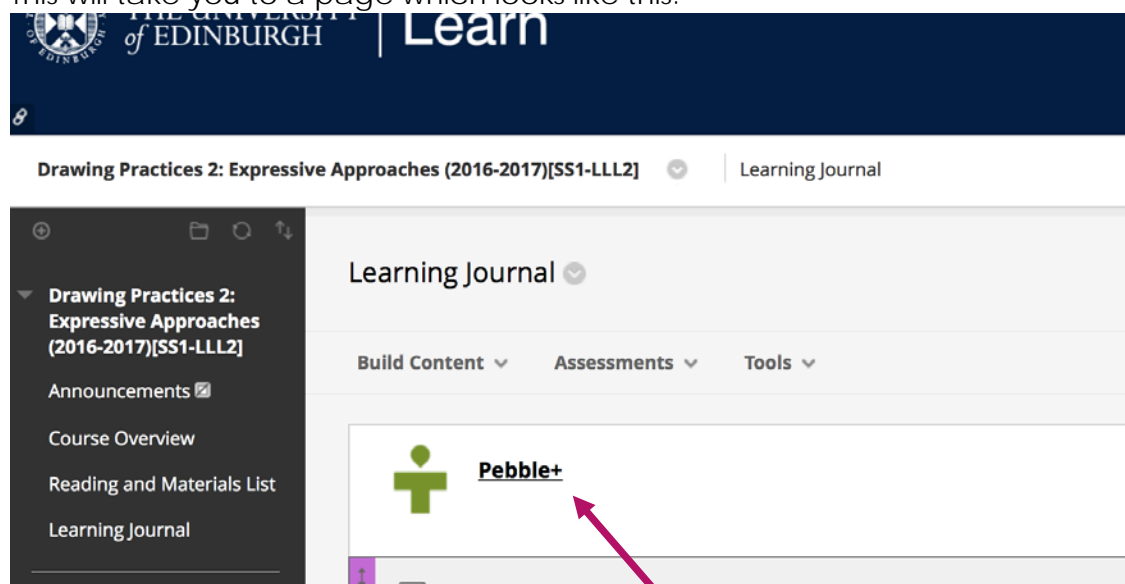 This will take you to a page which looks like this:
THE UNIVERSITY
of EDINBURGH
Learn
Drawing Practices 2: Expressive Approaches (2016-2017)[SS1-LLL2]
Learning Journal
Drawing Practices 2:
Expressive Approaches
(2016-2017)[SS1-LLL2]
Announcements
Course Overview
Reading and Materials List
Learning Journal
Learning Journal
Build Content
Assessments
Tools
Pebble+